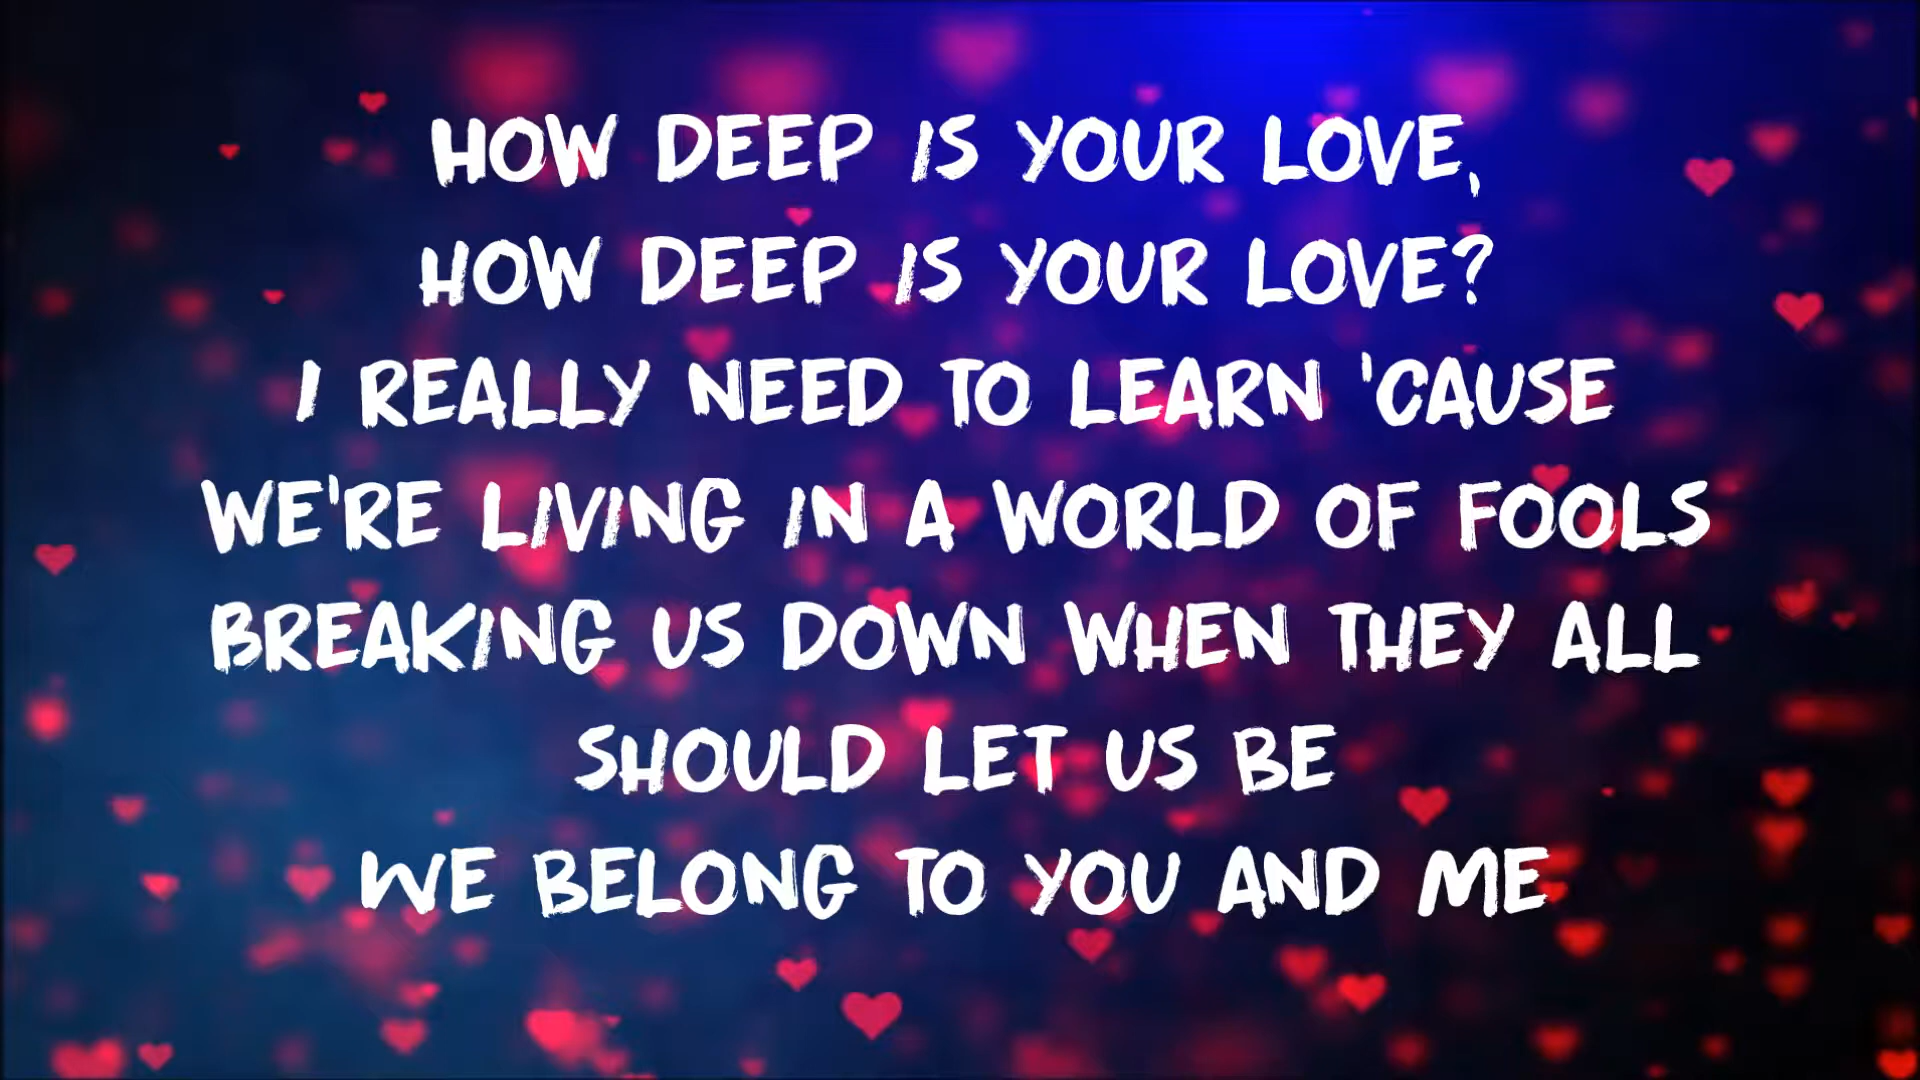 HOW DEEP IS YOUR LOVE,
HOW DEEP IS YOUR LOVE?
I REALLY NEED TO LEARN 'CAUSE
WE'RE LIVING IN A WORLD OF FOOLS
BREAKING US DOWN WHEN THEY ALL
SHOULD LET US BE
WE BELONG TO YOU AND ME